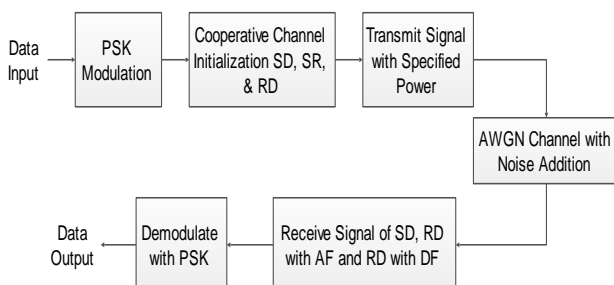 Data
Input
PSK
Modulation
Cooperative Channel
Initialization SD, SR,
& RD
Transmit Signal
with Specified
Power
AWGN Channel with
Noise Addition
Receive Signal of SD, RD
with AF and RD with DF
Demodulate
with PSK
Data
Output